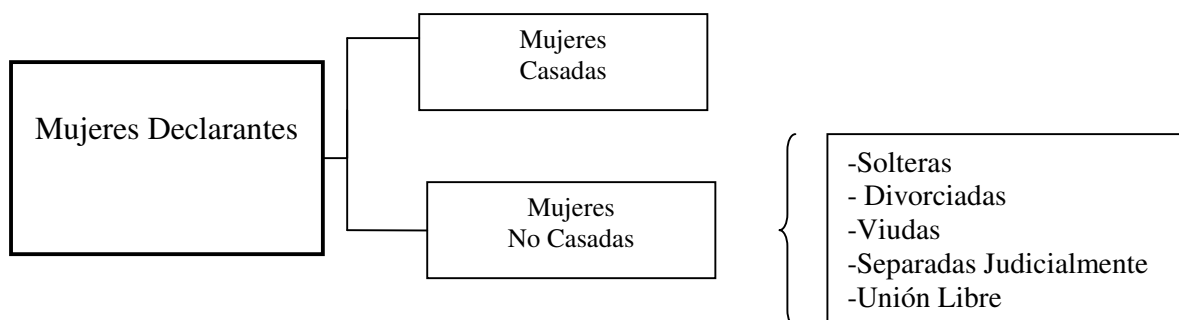 Mujeres Declarantes
Mujeres
Casadas
Mujeres
No Casadas
-Solteras
- Divorciadas
-Viudas
-Separadas Judicialmente
-Unión Libre